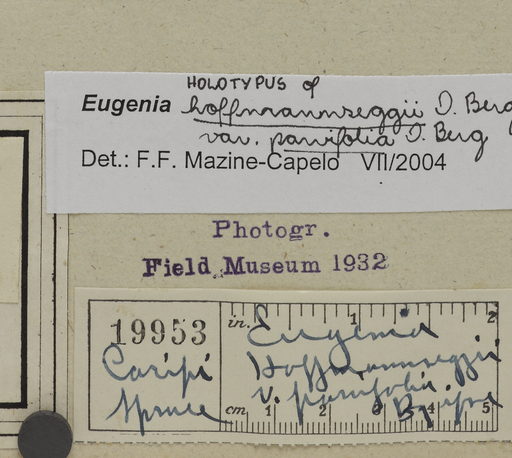 HOLOTYPUS of
Eugenia hoffmannseggii O. Berg
var. parvifolia O. Berg
Det.: F.F. Mazine-Capelo VII/2004
Photogr.
Field Museum 1932
19953
Caripi
Spruce
in. 1 2
Eugenia
Hoffmannseggii
v. parvifolia
cm 1 2 3 4 5